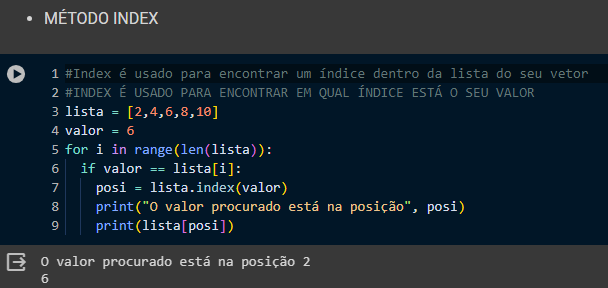 • MÉTODO INDEX
1 #Index é usado para encontrar um índice dentro da lista do seu vetor
2 #INDEX É USADO PARA ENCONTRAR EM QUAL ÍNDICE ESTÁ O SEU VALOR
3 lista = [2,4,6,8,10]
4 valor = 6
5 for i in range(len(lista)):
6   if valor == lista[i]:
7     posi = lista.index(valor)
8     print("O valor procurado está na posição", posi)
9     print(lista[posi])
O valor procurado está na posição 2
6